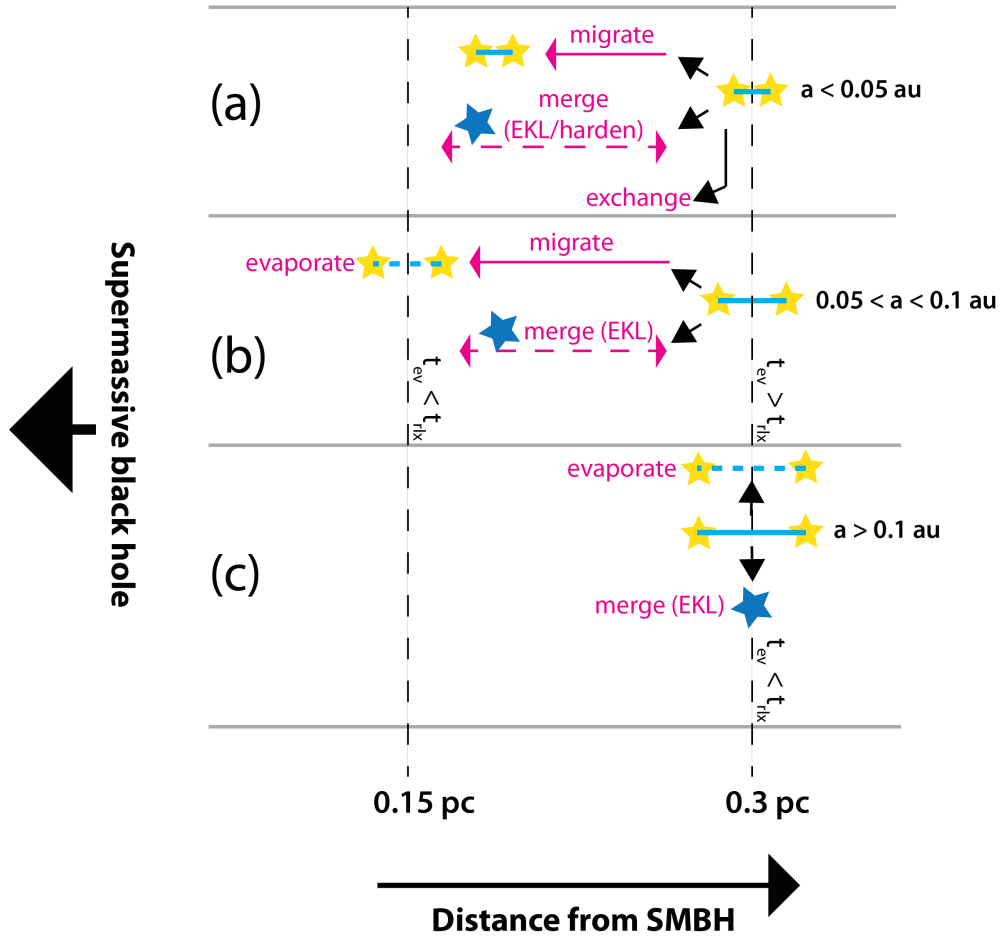 (a)
migrate
a < 0.05 au
merge
(EKL/harden)
exchange
(b)
evaporate
migrate
0.05 < a < 0.1 au
merge (EKL)
t_ev < t_rlx
t_ev > t_rlx
Supermassive black hole
(c)
evaporate
a > 0.1 au
merge (EKL)
t_ev < t_rlx
0.15 pc
0.3 pc
Distance from SMBH